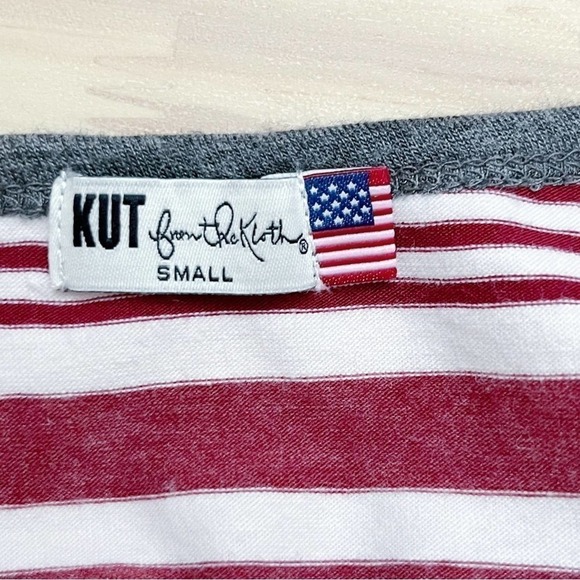 KUT from the Kloth®
SMALL